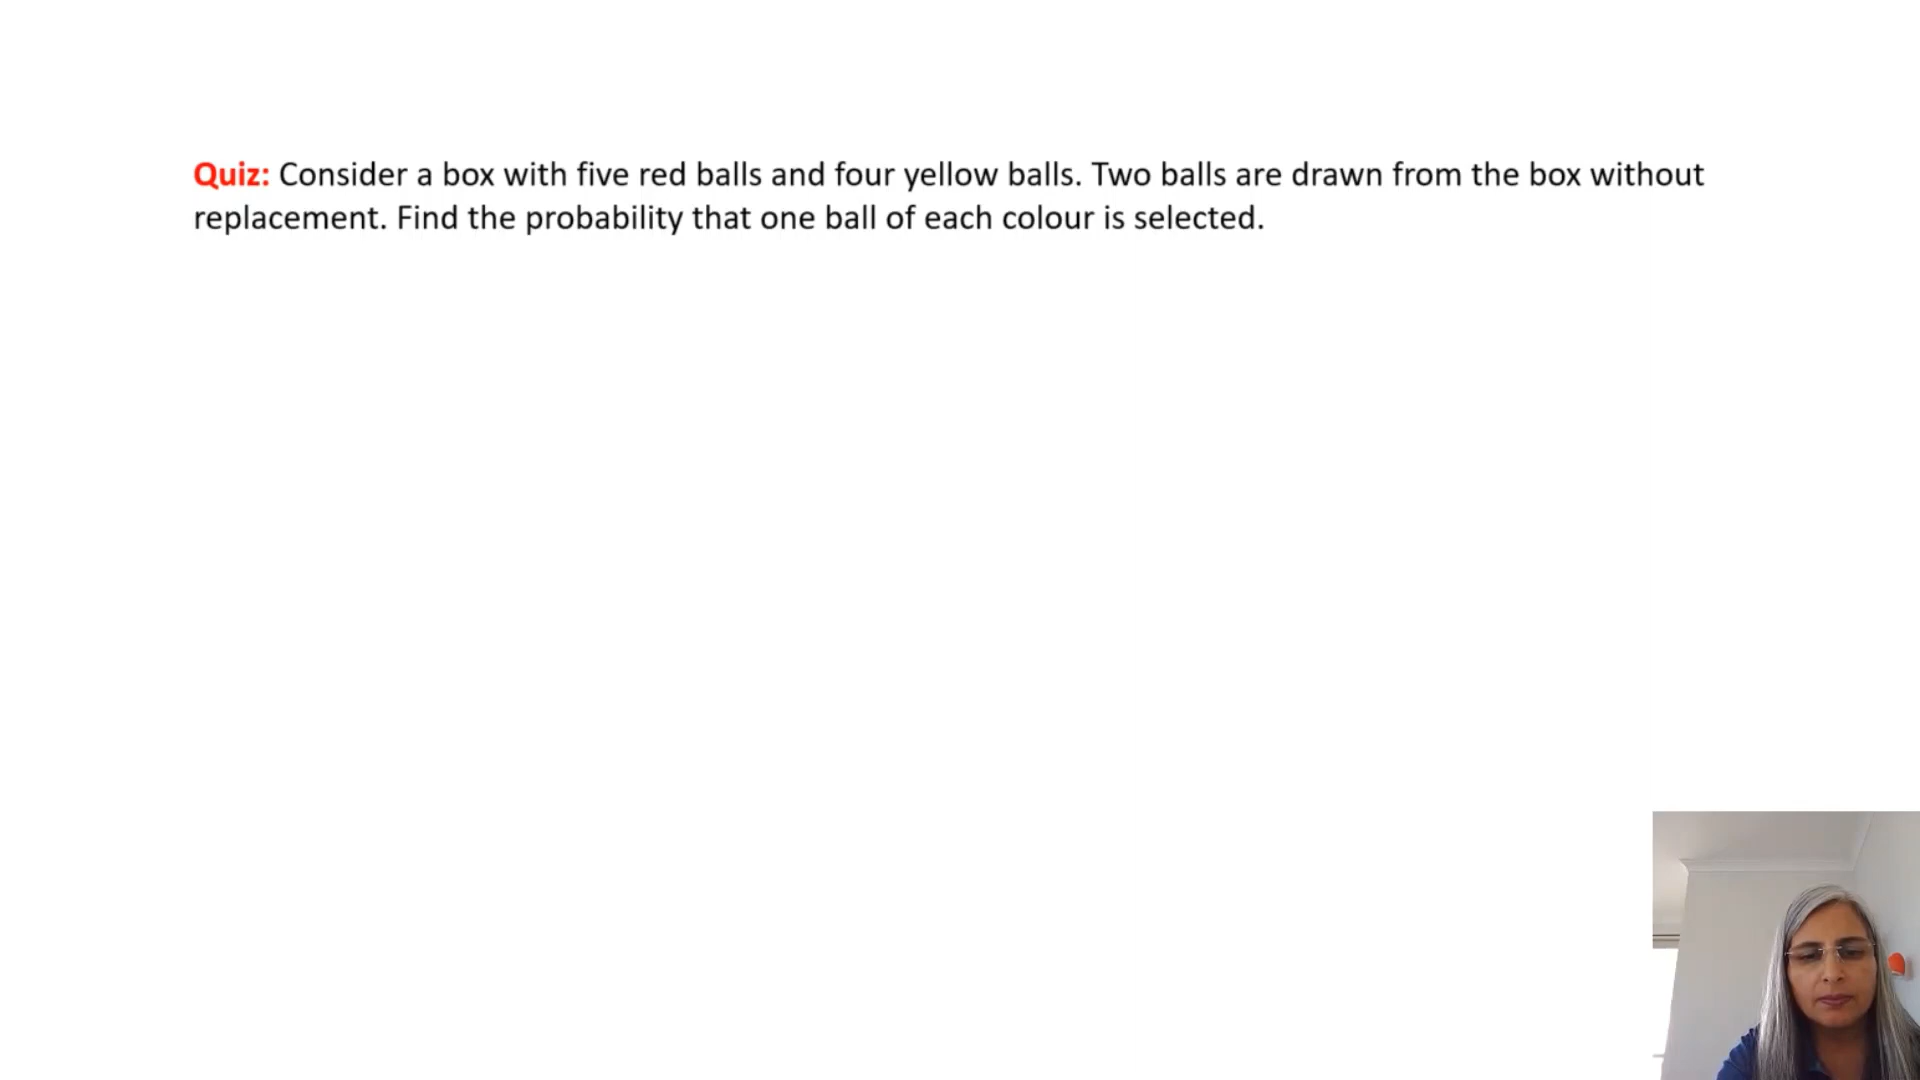 Quiz: Consider a box with five red balls and four yellow balls. Two balls are drawn from the box without
replacement. Find the probability that one ball of each colour is selected.